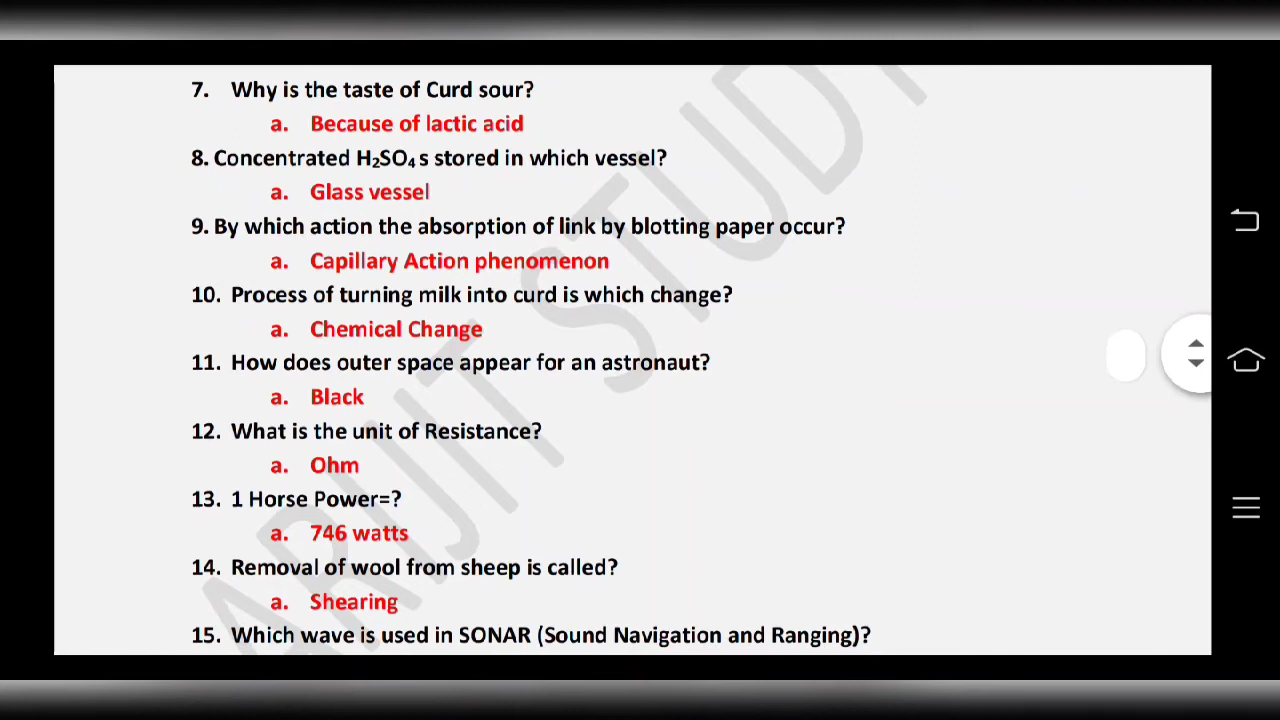 7. Why is the taste of Curd sour?
a. Because of lactic acid
8. Concentrated H₂SO₄ s stored in which vessel?
a. Glass vessel
9. By which action the absorption of link by blotting paper occur?
a. Capillary Action phenomenon
10. Process of turning milk into curd is which change?
a. Chemical Change
11. How does outer space appear for an astronaut?
a. Black
12. What is the unit of Resistance?
a. Ohm
13. 1 Horse Power=?
a. 746 watts
14. Removal of wool from sheep is called?
a. Shearing
15. Which wave is used in SONAR (Sound Navigation and Ranging)?
ARIJIT STUDY